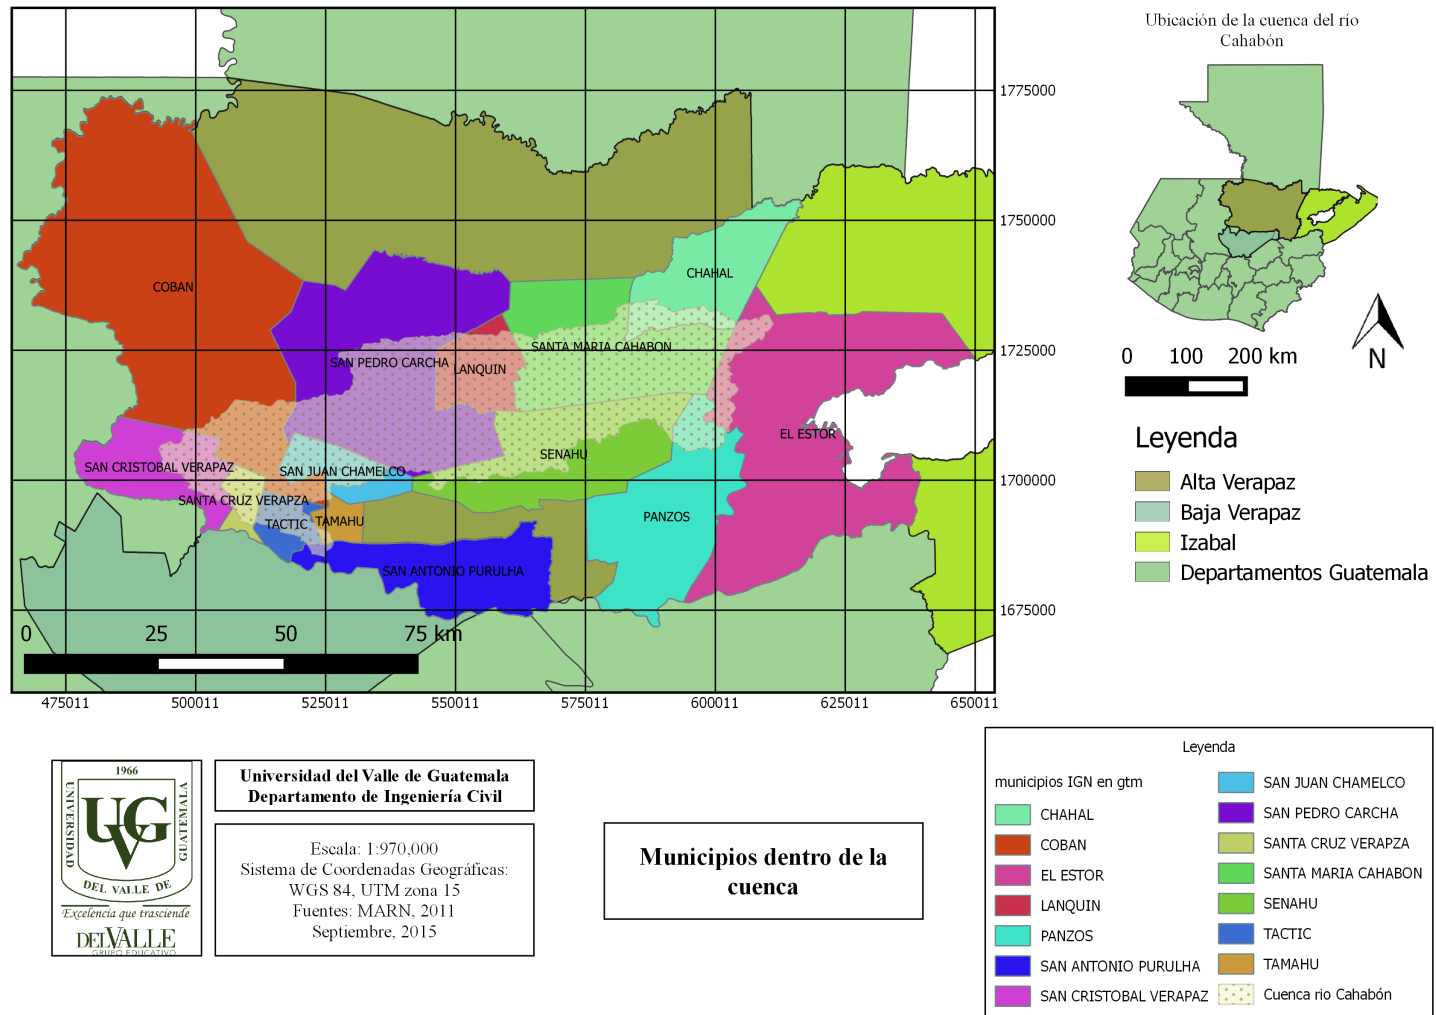 Ubicación de la cuenca del río
Cahabón
1775000
1750000
1725000
1700000
1675000
CHAHAL
COBAN
SANTA MARIA CAHABON
SAN PEDRO CARCHA
LANQUIN
EL ESTOR
SENAHU
SAN CRISTOBAL VERAPAZ
SAN JUAN CHAMELCO
SANTA CRUZ VERAPZA
TACTIC
TAMAHU
PANZOS
SAN ANTONIO PURULHA
0 25 50 75 km
475011 500011 525011 550011 575011 600011 625011 650011
0 100 200 km
N
Leyenda
Alta Verapaz
Baja Verapaz
Izabal
Departamentos Guatemala
1966
UNIVERSIDAD
GUATEMALA
UVG
DEL VALLE DE
Excelencia que trasciende
DELVALLE
GRUPO EDUCATIVO
Universidad del Valle de Guatemala
Departamento de Ingeniería Civil
Escala: 1:970,000
Sistema de Coordenadas Geográficas:
WGS 84, UTM zona 15
Fuentes: MARN, 2011
Septiembre, 2015
Municipios dentro de la
cuenca
Leyenda
municipios IGN en gtm
CHAHAL
COBAN
EL ESTOR
LANQUIN
PANZOS
SAN ANTONIO PURULHA
SAN CRISTOBAL VERAPAZ
SAN JUAN CHAMELCO
SAN PEDRO CARCHA
SANTA CRUZ VERAPZA
SANTA MARIA CAHABON
SENAHU
TACTIC
TAMAHU
Cuenca rio Cahabón